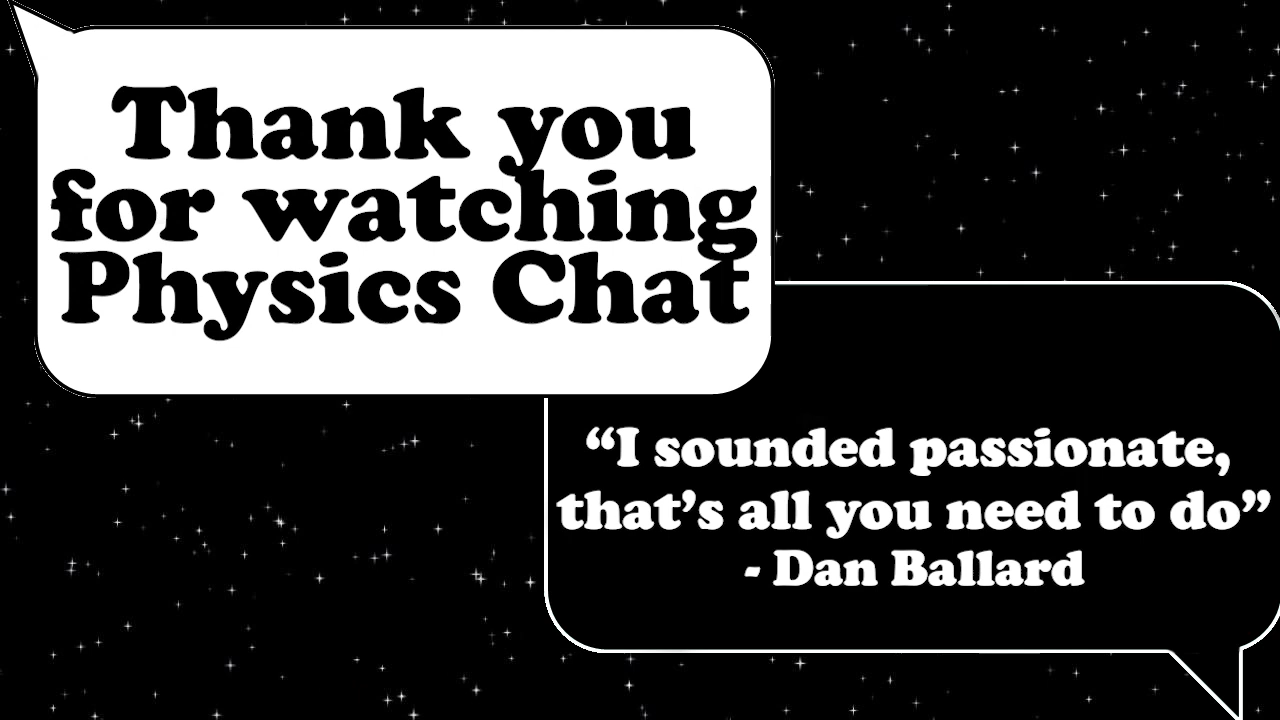 Thank you
for watching
Physics Chat
“I sounded passionate,
that’s all you need to do”
- Dan Ballard